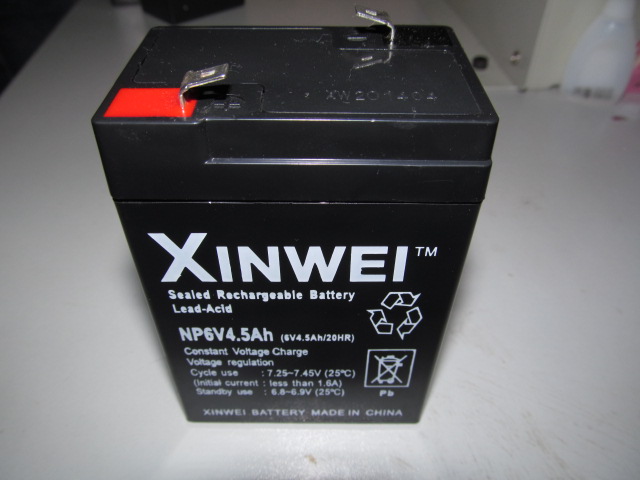 XW201404
XINWEI™
Sealed Rechargeable Battery
Lead-Acid
NP6V4.5Ah (6V4.5Ah/20HR)
Constant Voltage Charge
Voltage regulation
Cycle use : 7.25~7.45V (25℃)
(Initial current : less than 1.6A)
Standby use : 6.8~6.9V (25℃)
Pb
XINWEI BATTERY MADE IN CHINA